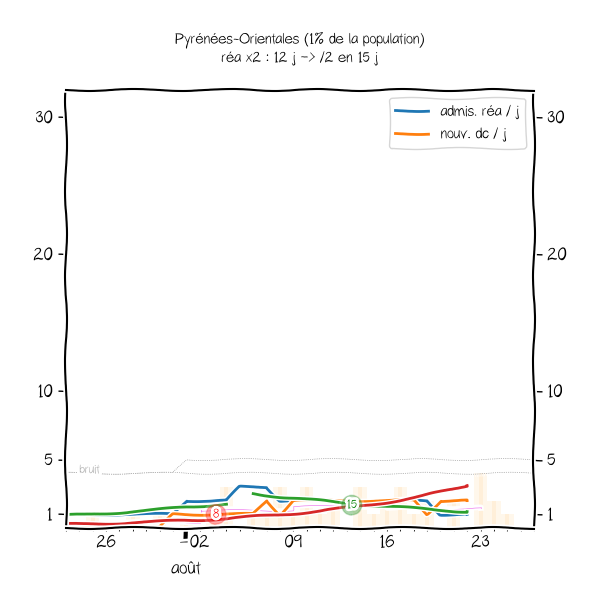 Pyrénées-Orientales (1% de la population)
réa x2 : 12 j -> /2 en 15 j
admis. réa / j
nouv. dc / j
30
30
20
20
10
10
5
5
bruit
1
1
8
15
26
02
09
16
23
août